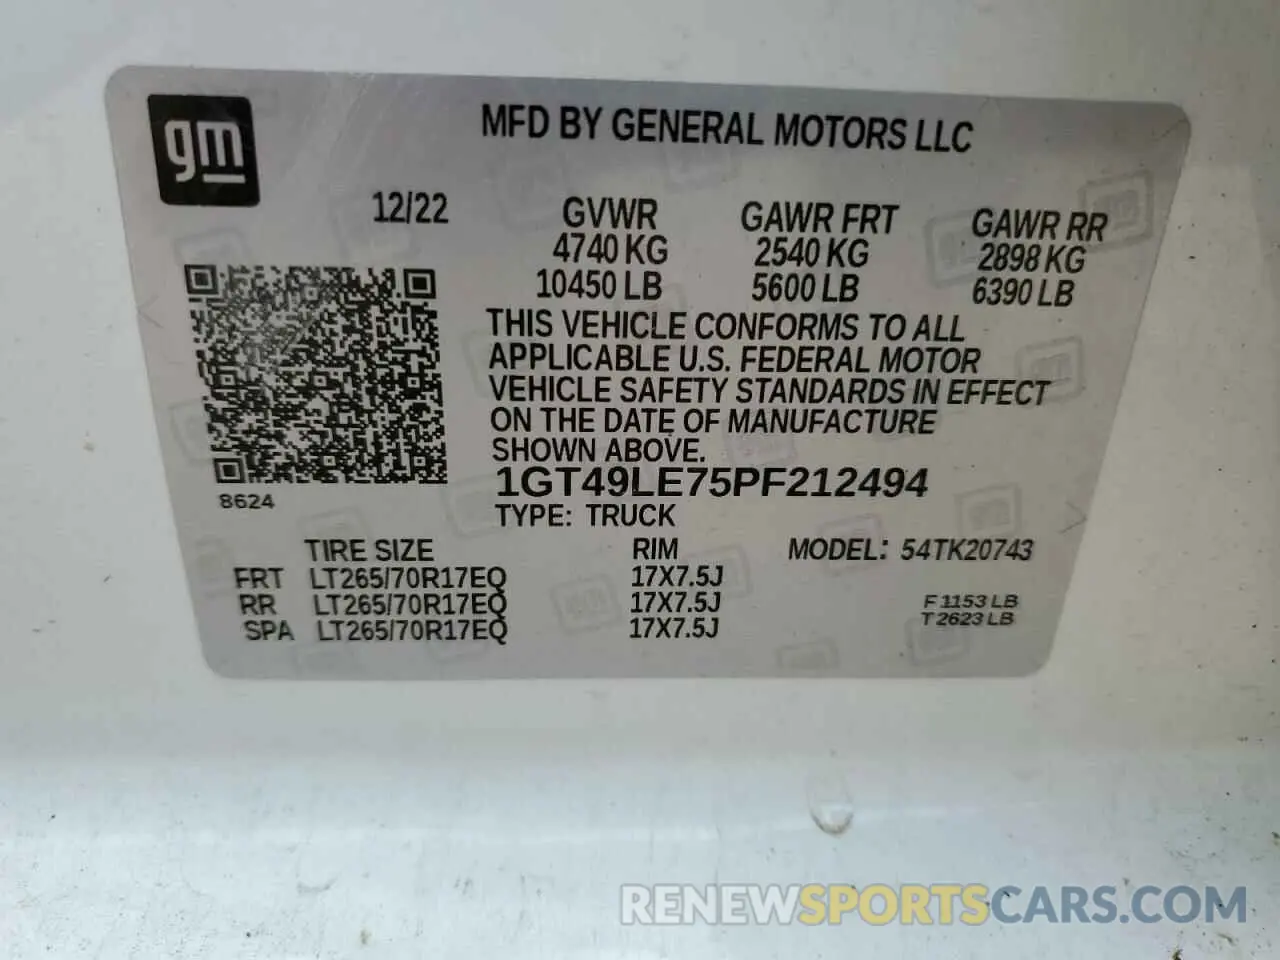 gm
MFD BY GENERAL MOTORS LLC
12/22
GVWR GAWR FRT GAWR RR
4740 KG 2540 KG 2898 KG
10450 LB 5600 LB 6390 LB
THIS VEHICLE CONFORMS TO ALL
APPLICABLE U.S. FEDERAL MOTOR
VEHICLE SAFETY STANDARDS IN EFFECT
ON THE DATE OF MANUFACTURE
SHOWN ABOVE.
1GT49LE75PF212494
8624
TYPE: TRUCK
TIRE SIZE RIM MODEL: 54TK20743
FRT LT265/70R17EQ 17X7.5J
RR LT265/70R17EQ 17X7.5J F 1153 LB
SPA LT265/70R17EQ 17X7.5J T 2623 LB
RENEWSPORTSCARS.COM